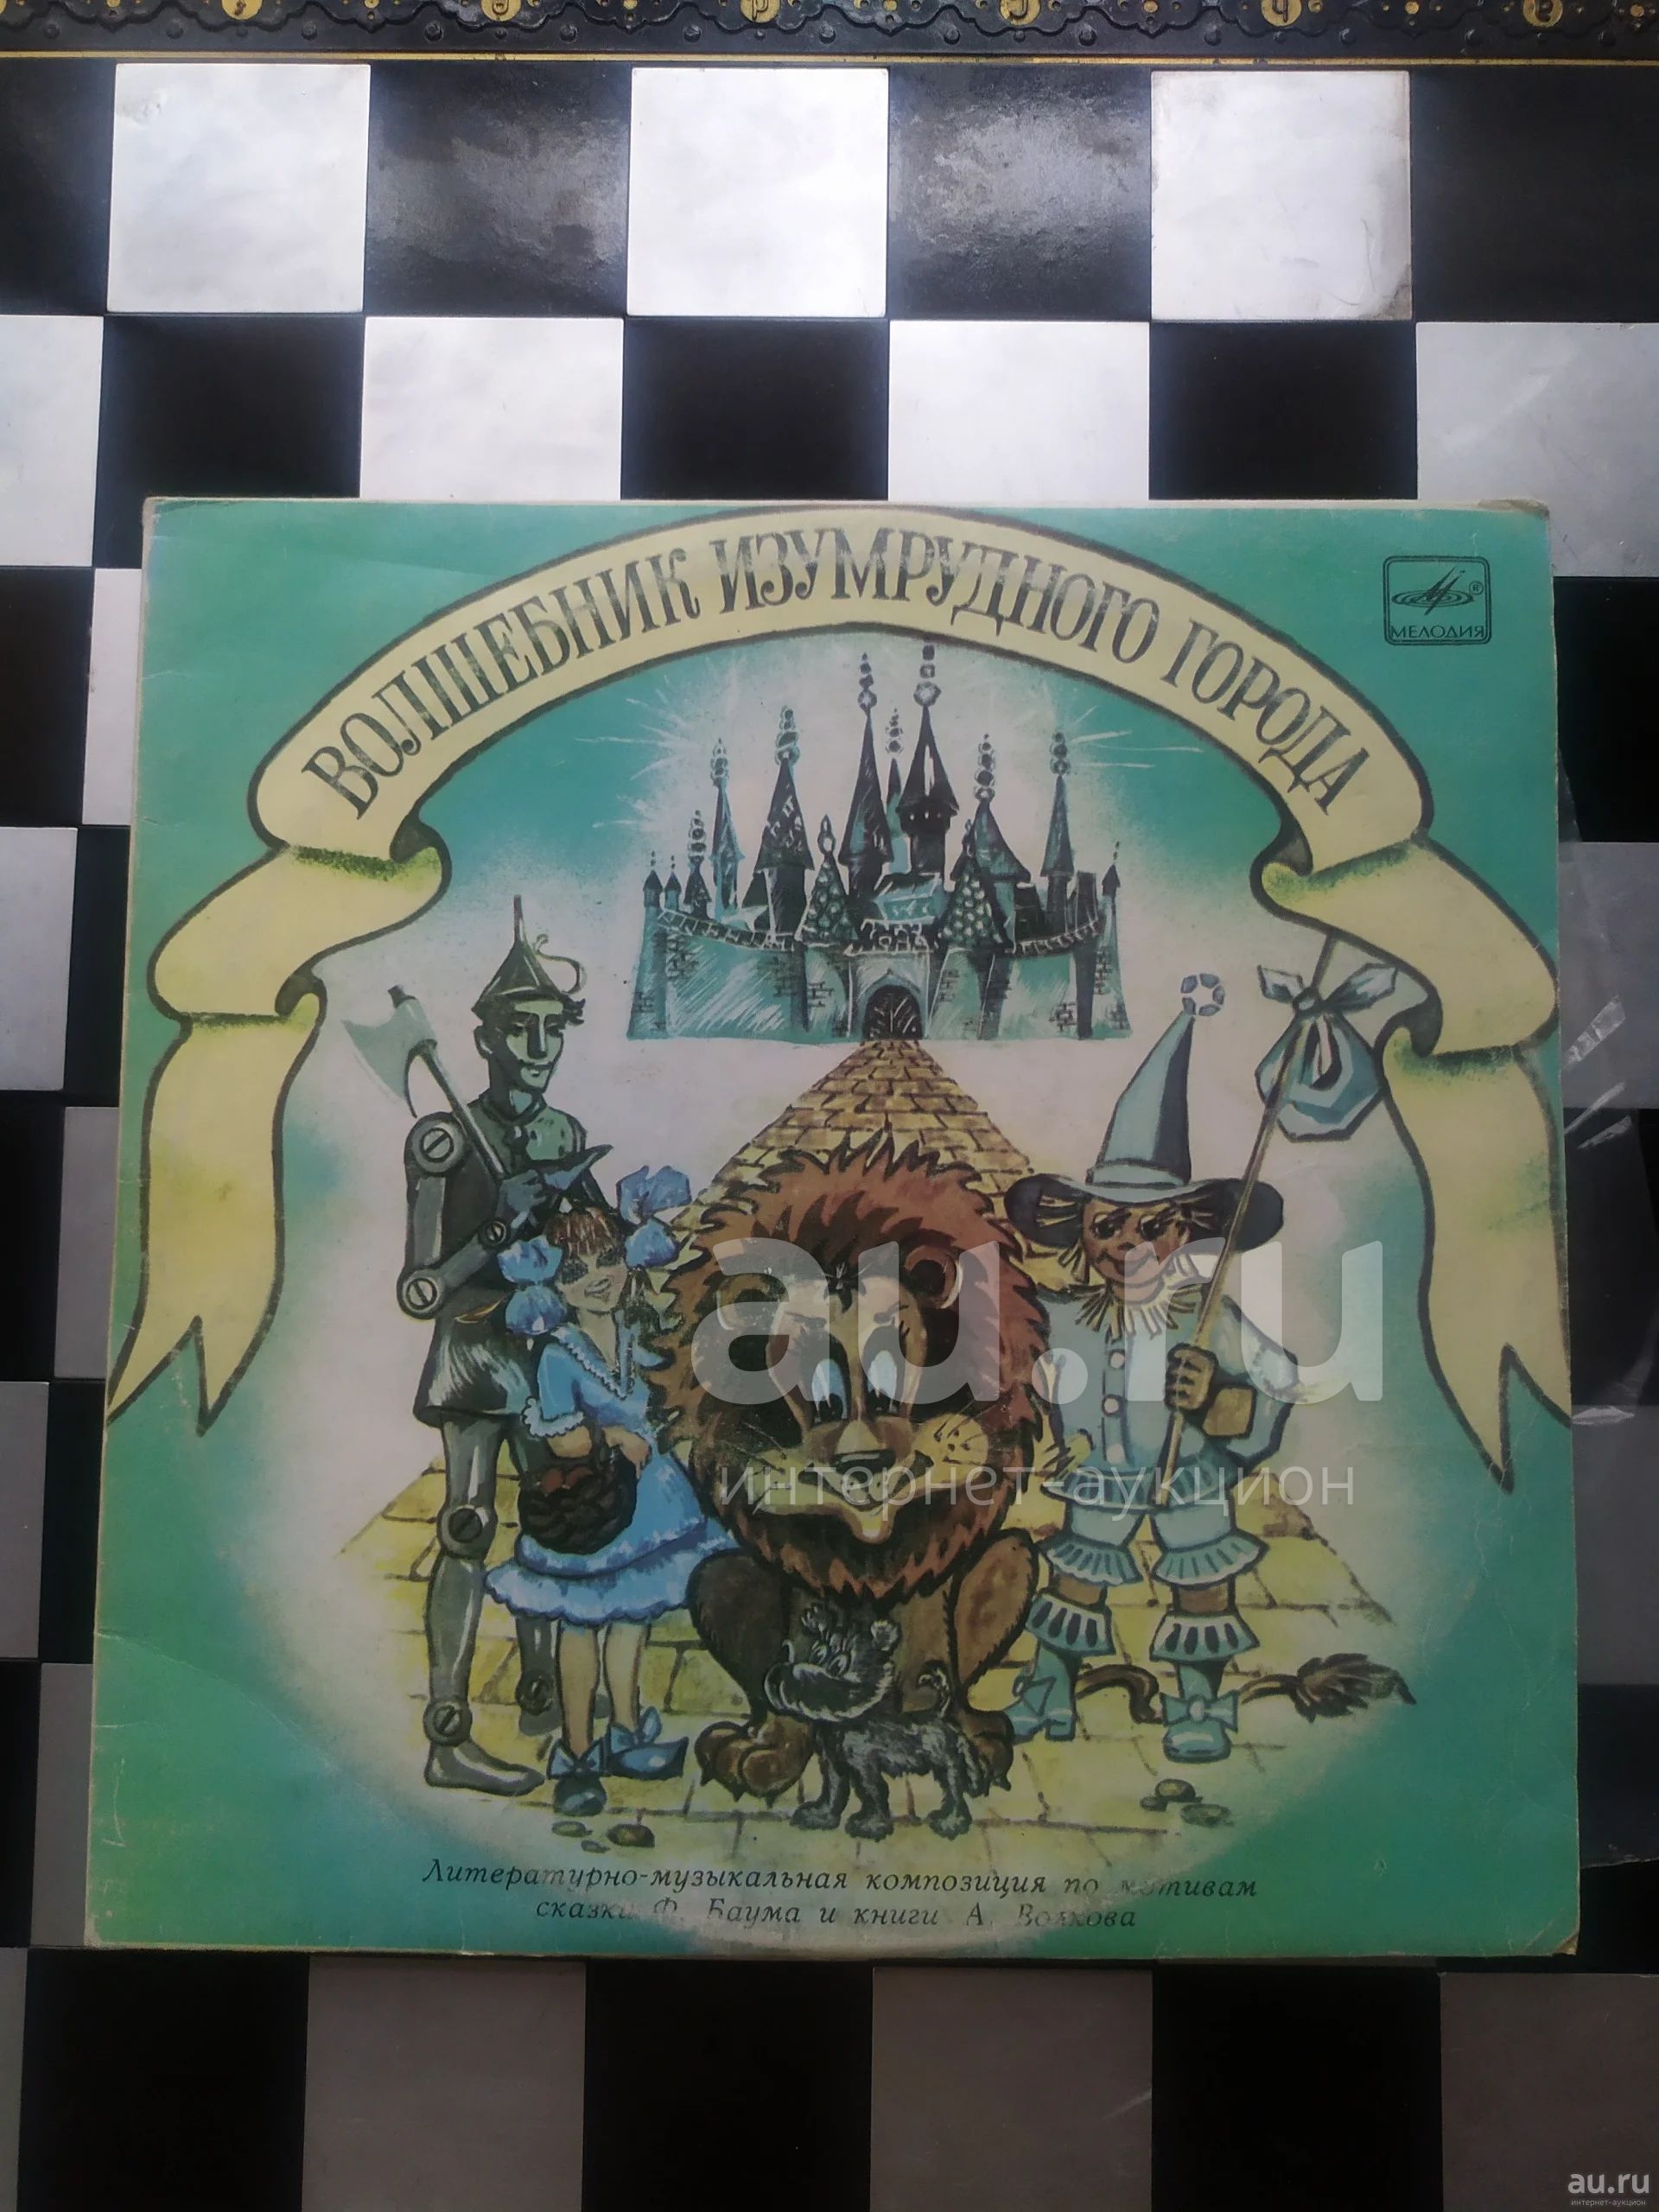 ВОЛШЕБНИК ИЗУМРУДНОГО ГОРОДА
МЕЛОДИЯ
au.ru
интернет-аукцион
Литературно-музыкальная композиция по мотивам
сказки Ф. Баума и книги А. Волкова
au.ru
интернет-аукцион